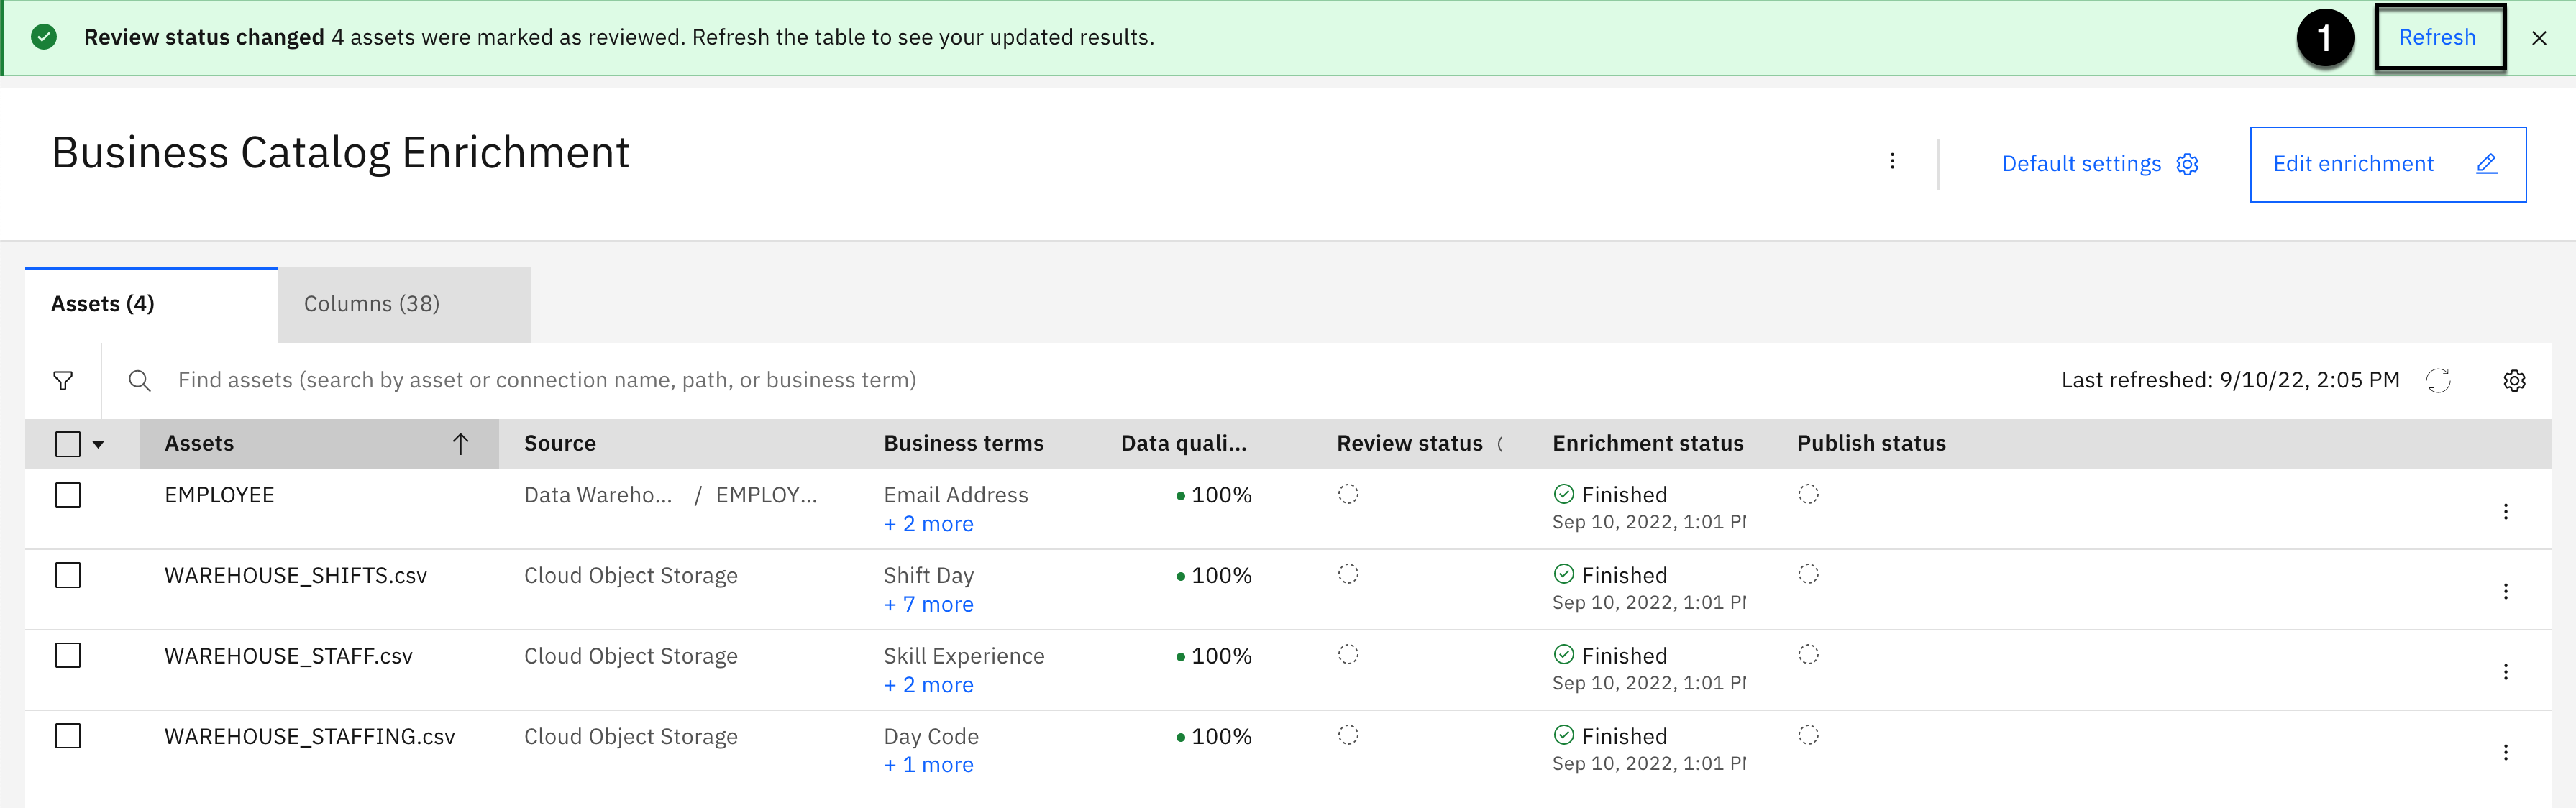 Review status changed 4 assets were marked as reviewed. Refresh the table to see your updated results.
1
Refresh
Business Catalog Enrichment
Default settings
Edit enrichment
Assets (4)
Columns (38)
Find assets (search by asset or connection name, path, or business term)
Last refreshed: 9/10/22, 2:05 PM
Assets Source Business terms Data quali... Review status Enrichment status Publish status
EMPLOYEE Data Wareho... / EMPLOY... Email Address 100% Finished
+ 2 more Sep 10, 2022, 1:01 P
WAREHOUSE_SHIFTS.csv Cloud Object Storage Shift Day 100% Finished
+ 7 more Sep 10, 2022, 1:01 P
WAREHOUSE_STAFF.csv Cloud Object Storage Skill Experience 100% Finished
+ 2 more Sep 10, 2022, 1:01 P
WAREHOUSE_STAFFING.csv Cloud Object Storage Day Code 100% Finished
+ 1 more Sep 10, 2022, 1:01 P